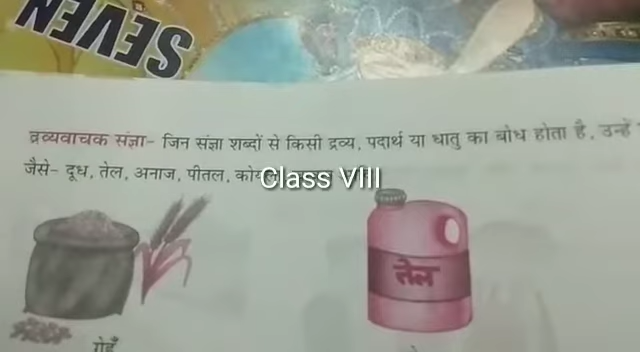 SEVEN
द्रव्यवाचक संज्ञा- जिन संज्ञा शब्दों से किसी द्रव्य, पदार्थ या धातु का बोध होता है, उन्हें
जैसे- दूध, तेल, अनाज, पीतल,
Class VIII
तेल
गेहूँ